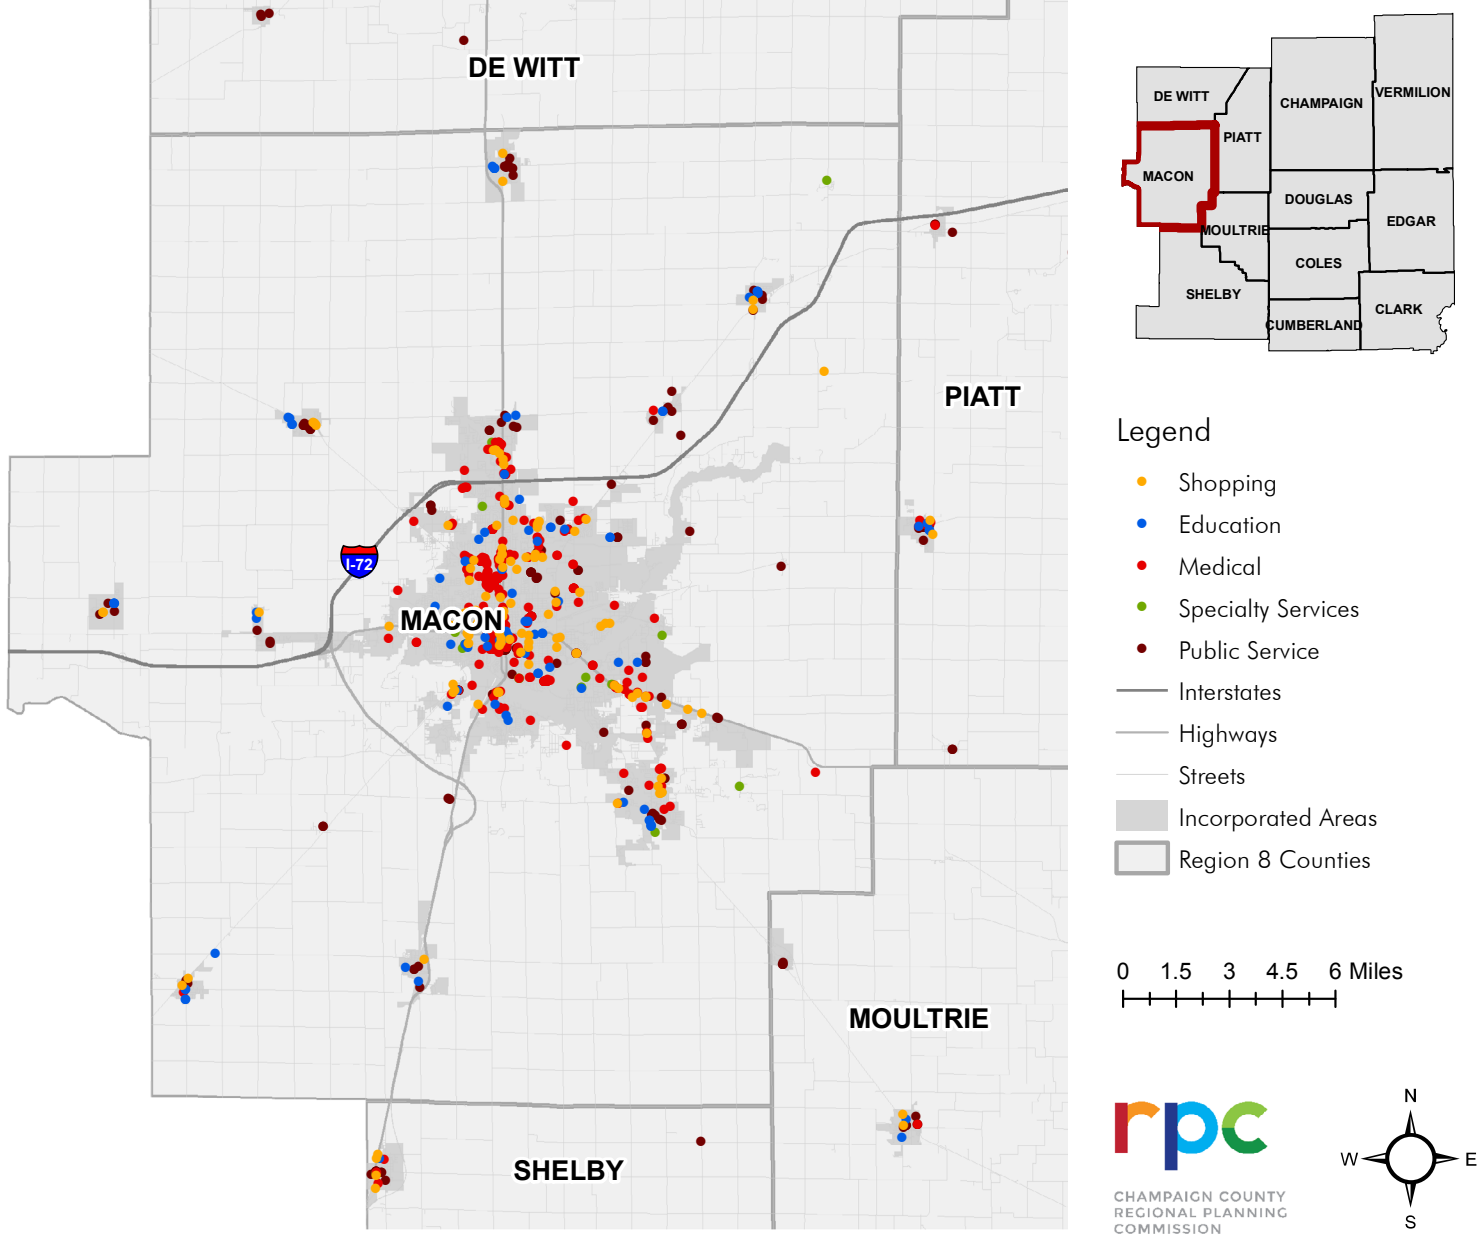 DE WITT
PIATT
I-72
MACON
MOULTRIE
SHELBY
DE WITT
PIATT
CHAMPAIGN
VERMILION
MACON
DOUGLAS
EDGAR
MOULTRIE
COLES
SHELBY
CLARK
CUMBERLAND
Legend
Shopping
Education
Medical
Specialty Services
Public Service
Interstates
Highways
Streets
Incorporated Areas
Region 8 Counties
0 1.5 3 4.5 6 Miles
rpc
CHAMPAIGN COUNTY
REGIONAL PLANNING
COMMISSION
N
W E
S